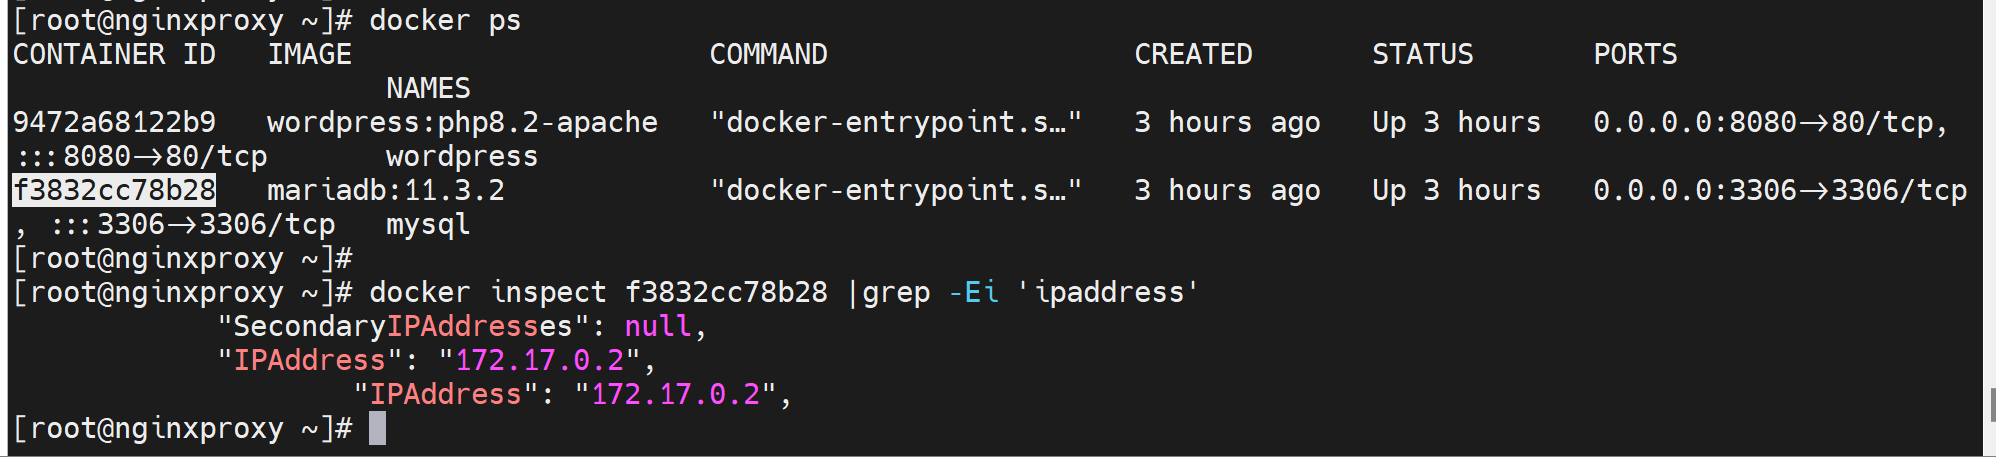 [root@nginxproxy ~]# docker ps
CONTAINER ID   IMAGE                     COMMAND                  CREATED       STATUS       PORTS
                      NAMES
9472a68122b9   wordpress:php8.2-apache   "docker-entrypoint.s…"   3 hours ago   Up 3 hours   0.0.0.0:8080->80/tcp,
:::8080->80/tcp       wordpress
f3832cc78b28   mariadb:11.3.2            "docker-entrypoint.s…"   3 hours ago   Up 3 hours   0.0.0.0:3306->3306/tcp
, :::3306->3306/tcp   mysql
[root@nginxproxy ~]#
[root@nginxproxy ~]# docker inspect f3832cc78b28 |grep -Ei 'ipaddress'
            "SecondaryIPAddresses": null,
            "IPAddress": "172.17.0.2",
                    "IPAddress": "172.17.0.2",
[root@nginxproxy ~]#